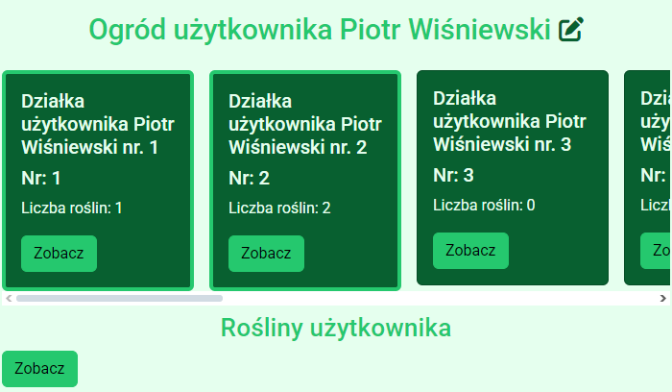 Ogród użytkownika Piotr Wiśniewski
Działka
użytkownika Piotr
Wiśniewski nr. 1
Nr: 1
Liczba roślin: 1
Zobacz
Działka
użytkownika Piotr
Wiśniewski nr. 2
Nr: 2
Liczba roślin: 2
Zobacz
Działka
użytkownika Piotr
Wiśniewski nr. 3
Nr: 3
Liczba roślin: 0
Zobacz
Nr:
Rośliny użytkownika
Zobacz